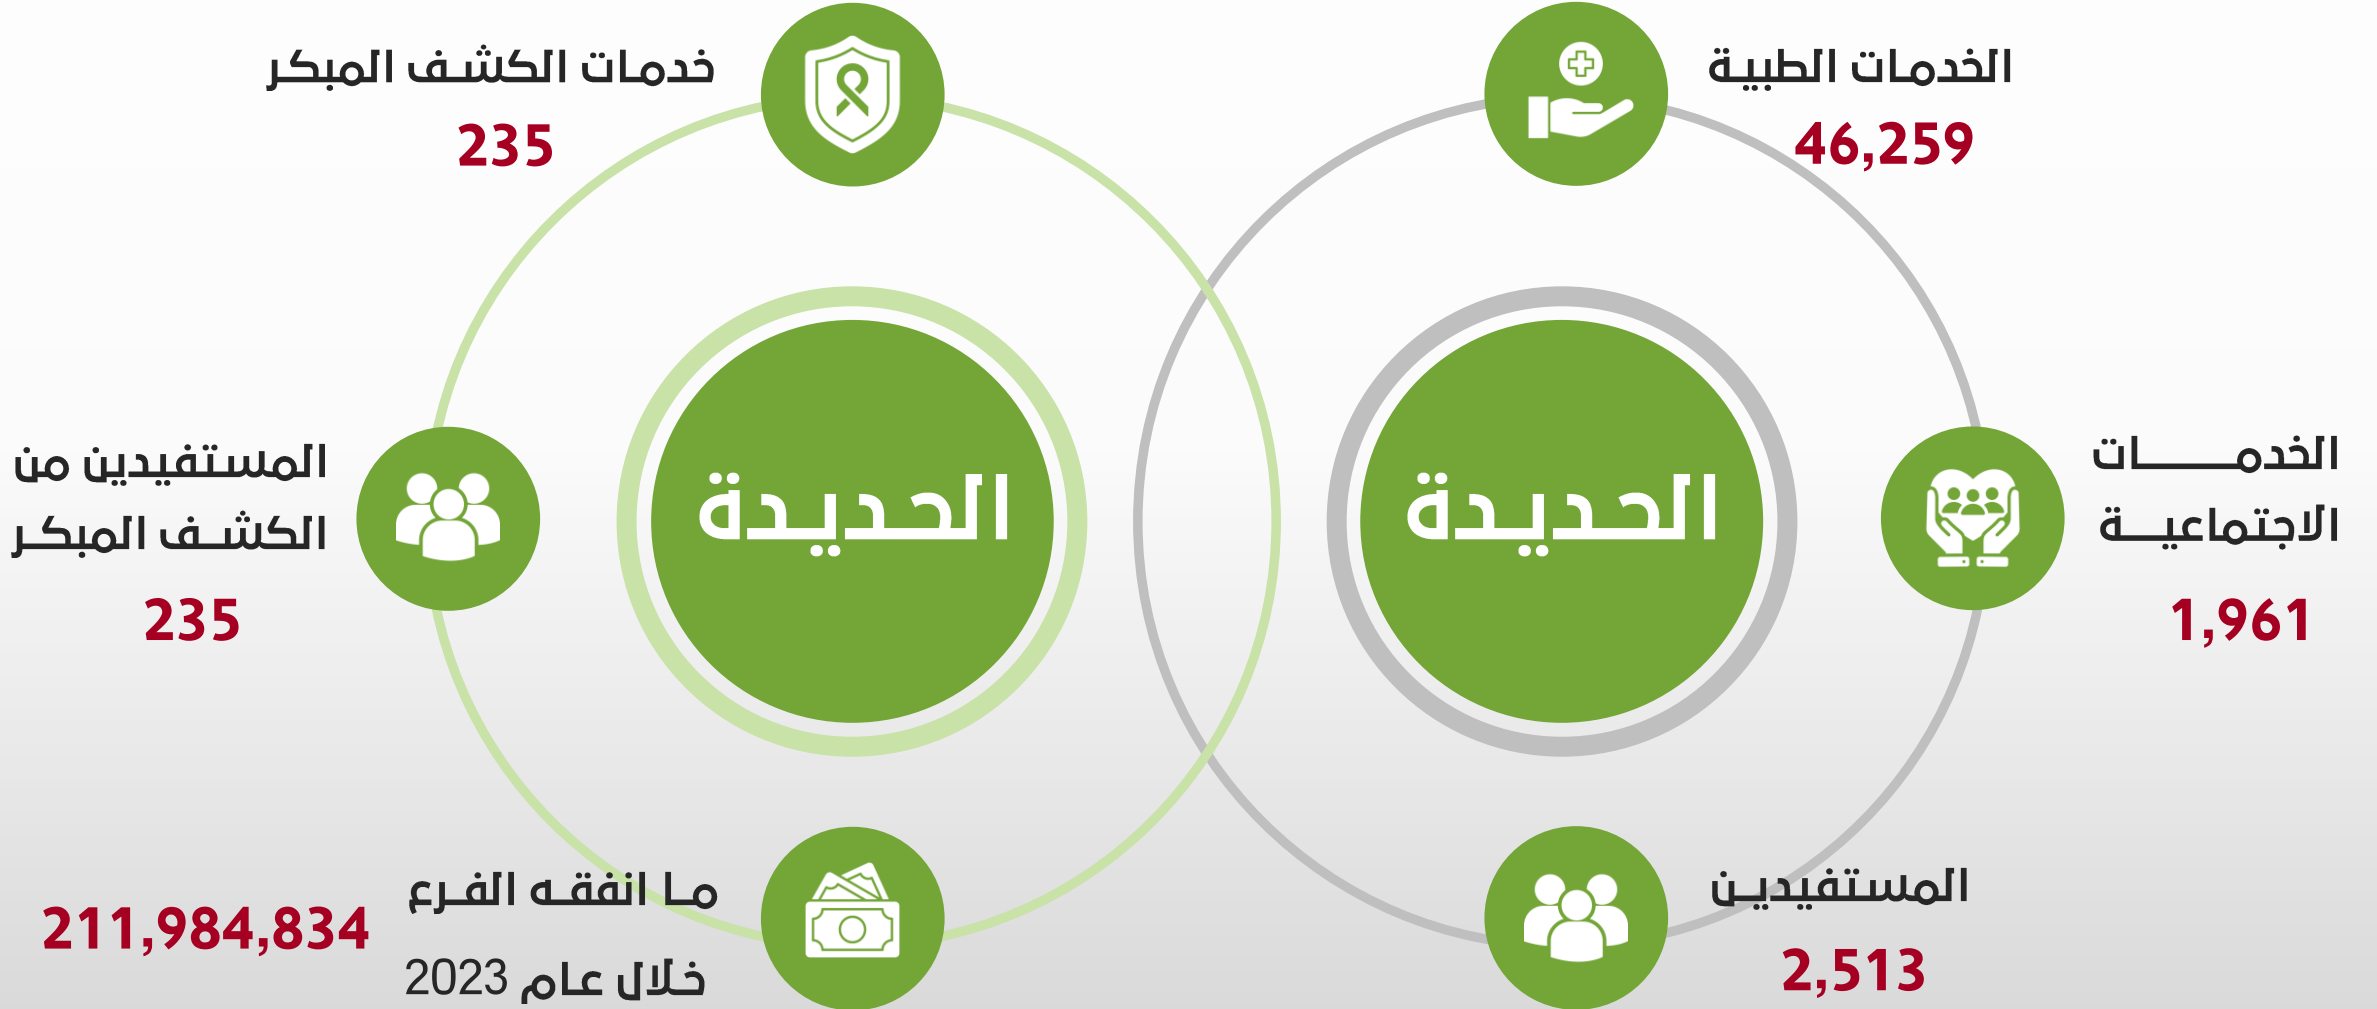 الخدمات الطبية
46,259
الخدمات
الاجتماعية
1,961
المستفيدين
2,513
الحديدة
الحديدة
خدمات الكشف المبكر
235
المستفيدين من
الكشف المبكر
235
ما انفقه الفرع
خلال عام 2023
211,984,834